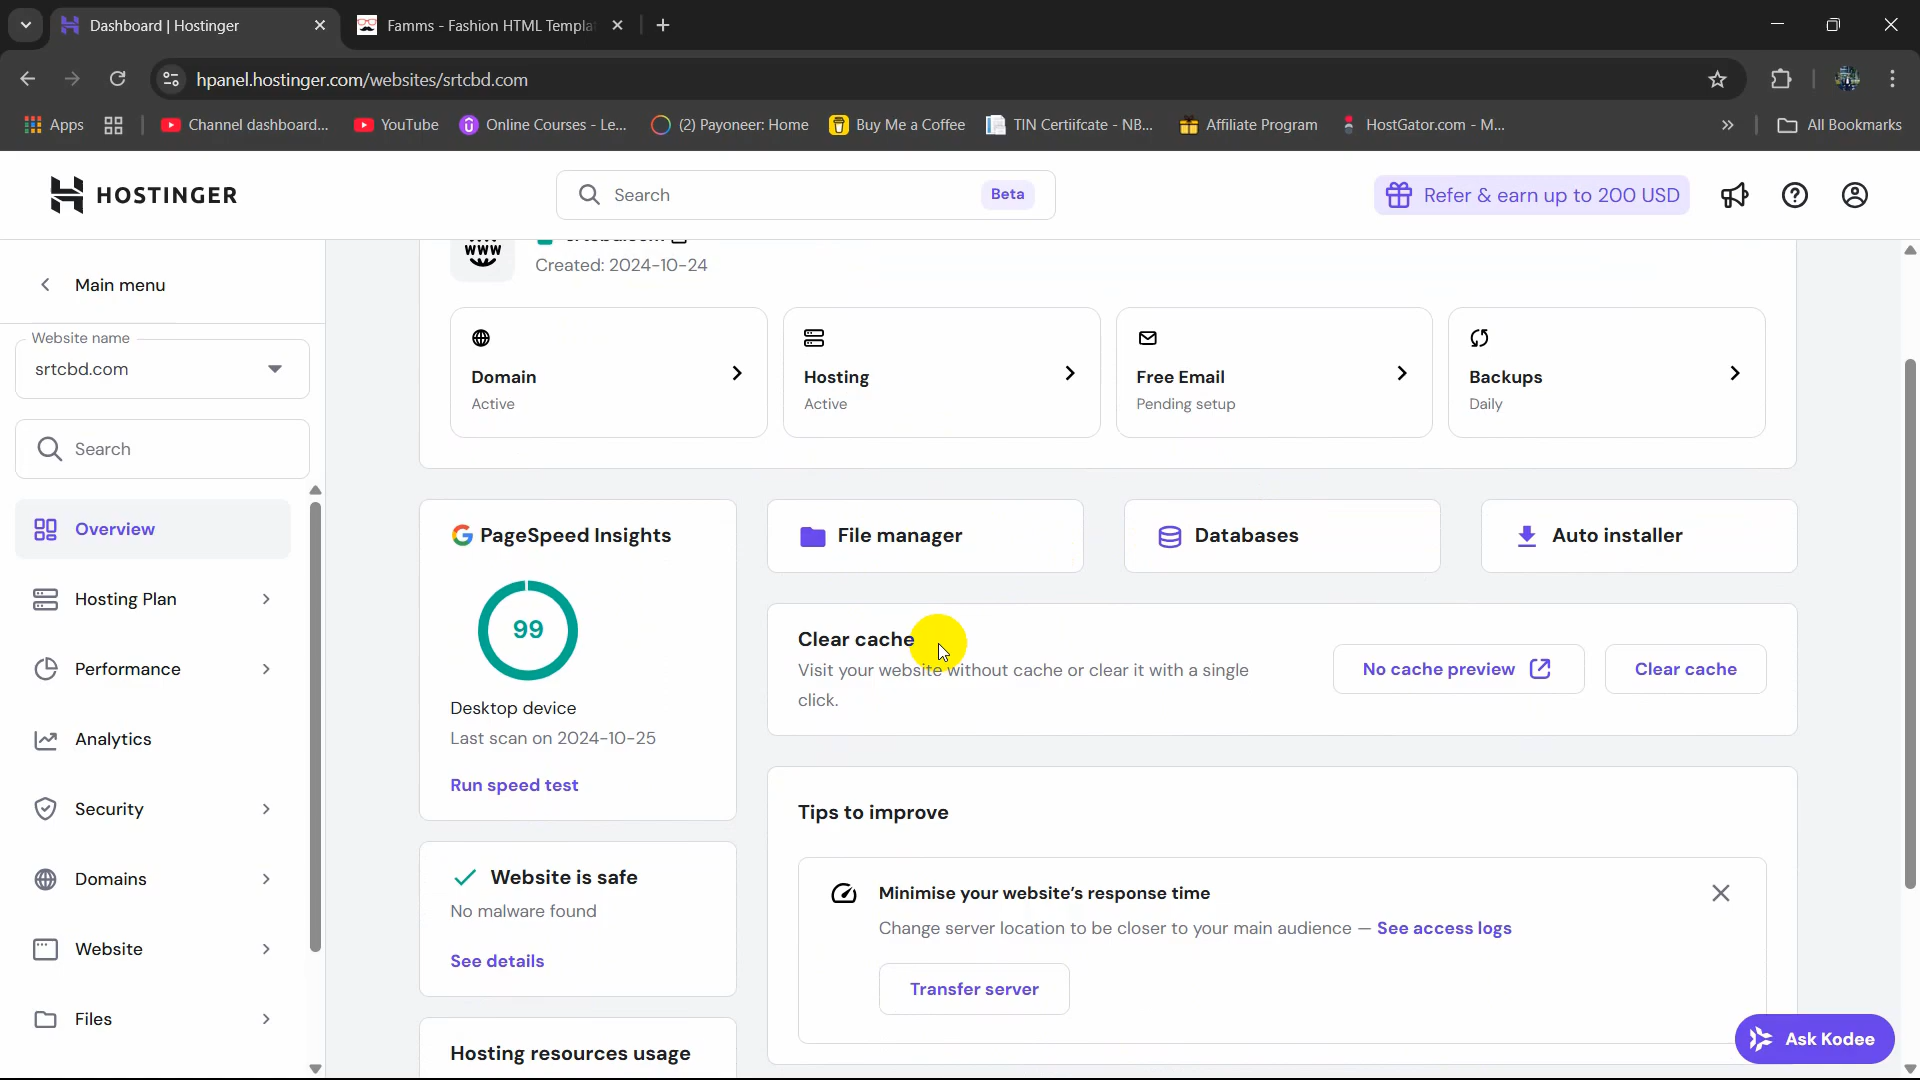 Dashboard | Hostinger
Famms - Fashion HTML Templa
hpanel.hostinger.com/websites/srtcbd.com
Apps
Channel dashboard...
YouTube
Online Courses - Le...
(2) Payoneer: Home
Buy Me a Coffee
TIN Certiifcate - NB...
Affiliate Program
HostGator.com - M...
All Bookmarks
HOSTINGER
Search
Beta
Refer & earn up to 200 USD
Main menu
Website name
srtcbd.com
Search
Overview
Hosting Plan
Performance
Analytics
Security
Domains
Website
Files
www
Created: 2024-10-24
Domain
Active
Hosting
Active
Free Email
Pending setup
Backups
Daily
PageSpeed Insights
99
Desktop device
Last scan on 2024-10-25
Run speed test
File manager
Databases
Auto installer
Clear cache
Visit your website without cache or clear it with a single
click.
No cache preview
Clear cache
Website is safe
No malware found
See details
Hosting resources usage
Tips to improve
Minimise your website's response time
Change server location to be closer to your main audience — See access logs
Transfer server
Ask Kodee